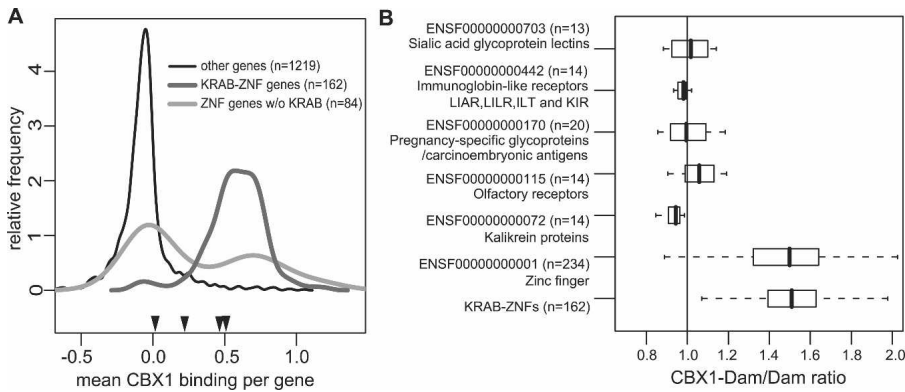 A
other genes (n=1219)
KRAB-ZNF genes (n=162)
ZNF genes w/o KRAB (n=84)
relative frequency
4
3
2
1
0
-0.5
0.0
0.5
1.0
mean CBX1 binding per gene
B
ENSF00000000703 (n=13)
Sialic acid glycoprotein lectins
ENSF00000000442 (n=14)
Immunoglobin-like receptors
LIAR,LILR,ILT and KIR
ENSF00000000170 (n=20)
Pregnancy-specific glycoproteins
/carcinoembryonic antigens
ENSF00000000115 (n=14)
Olfactory receptors
ENSF00000000072 (n=14)
Kalikrein proteins
ENSF00000000001 (n=234)
Zinc finger
KRAB-ZNFs (n=162)
0.8
1.0
1.2
1.4
1.6
1.8
2.0
CBX1-Dam/Dam ratio